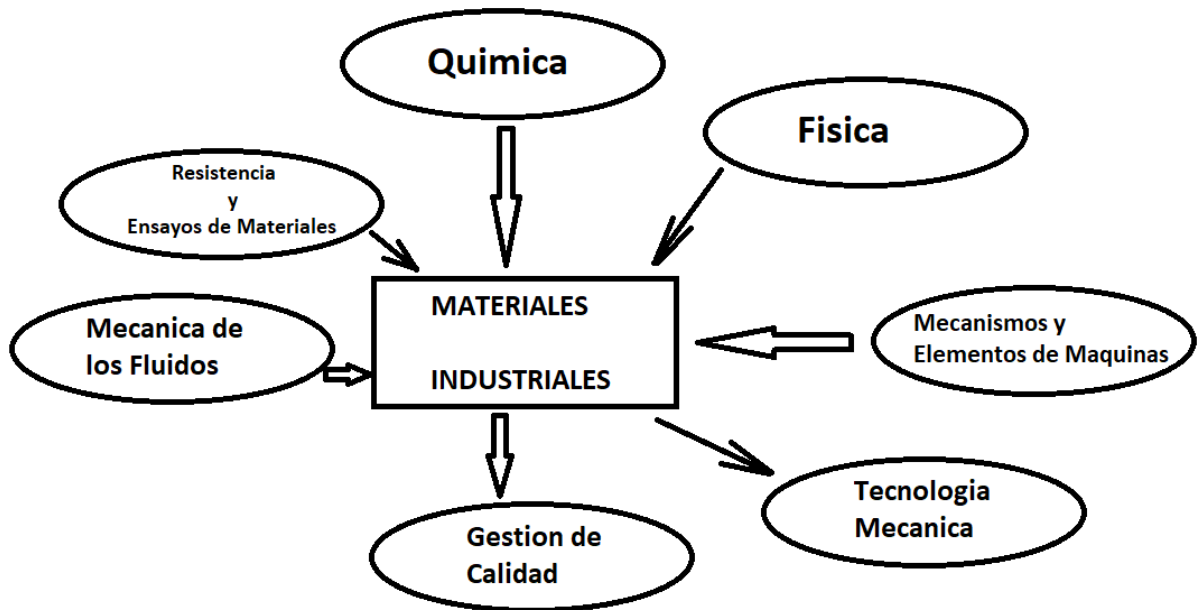 Quimica
Fisica
Resistencia
y
Ensayos de Materiales
MATERIALES
INDUSTRIALES
Mecanica de
los Fluidos
Mecanismos y
Elementos de Maquinas
Tecnologia
Mecanica
Gestion de
Calidad